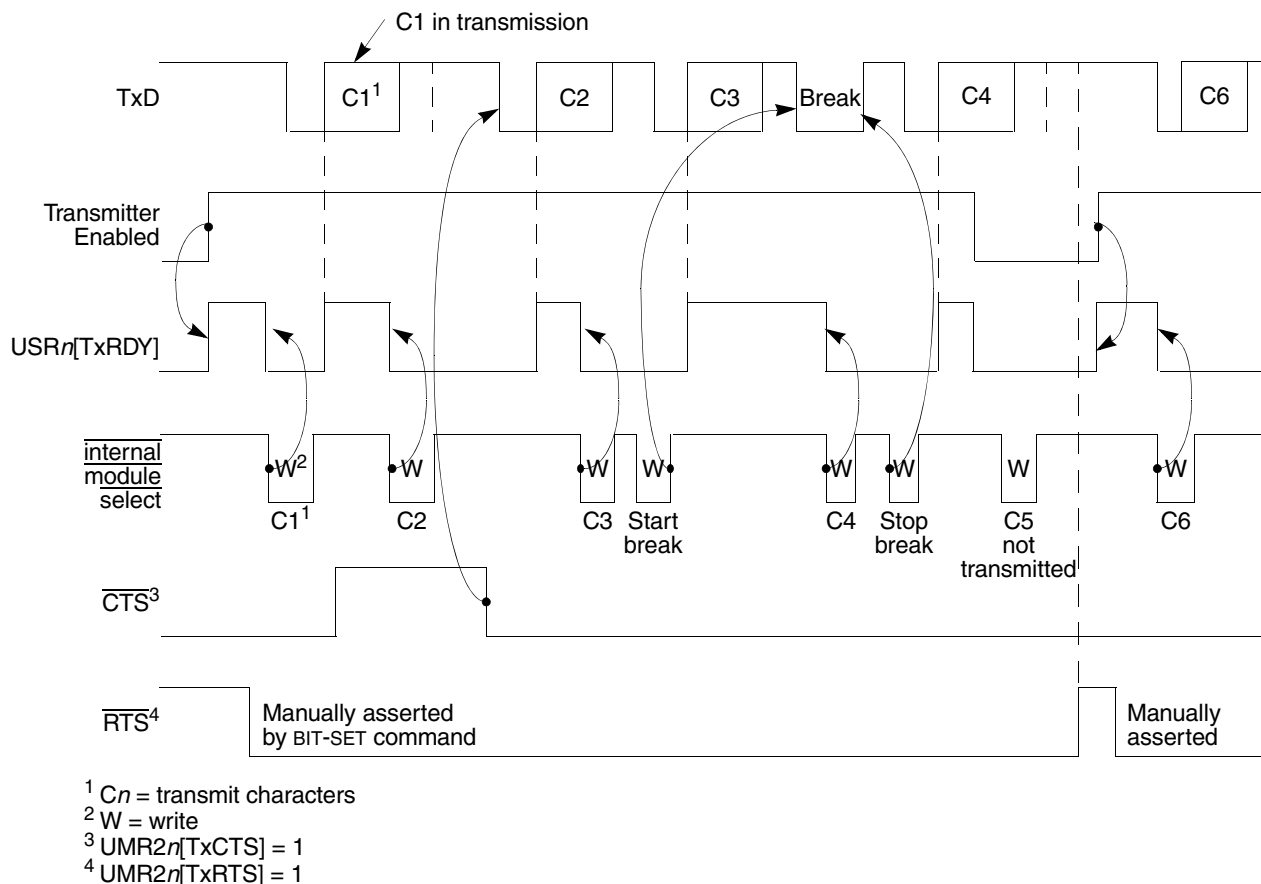 C1 in transmission
TxD
C1¹
C2
C3
Break
C4
C6
Transmitter
Enabled
USRn[TxRDY]
internal
module
select
W²
W
W
W
W
W
W
W
C1¹
C2
C3
Start
break
C4
Stop
break
C5
not
transmitted
C6
CTS³
RTS⁴
Manually asserted
by BIT-SET command
Manually
asserted
¹ Cn = transmit characters
² W = write
³ UMR2n[TxCTS] = 1
⁴ UMR2n[TxRTS] = 1